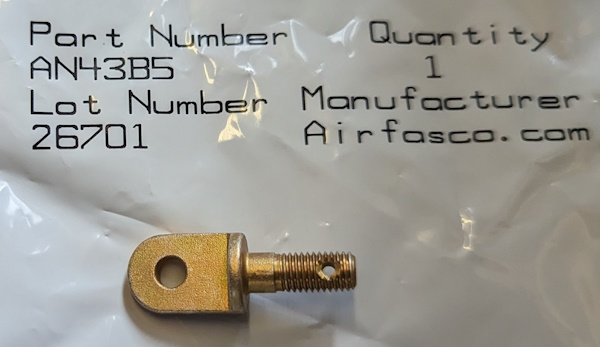 Part Number Quantity
AN43B5 1
Lot Number Manufacturer
26701 Airfasco.com